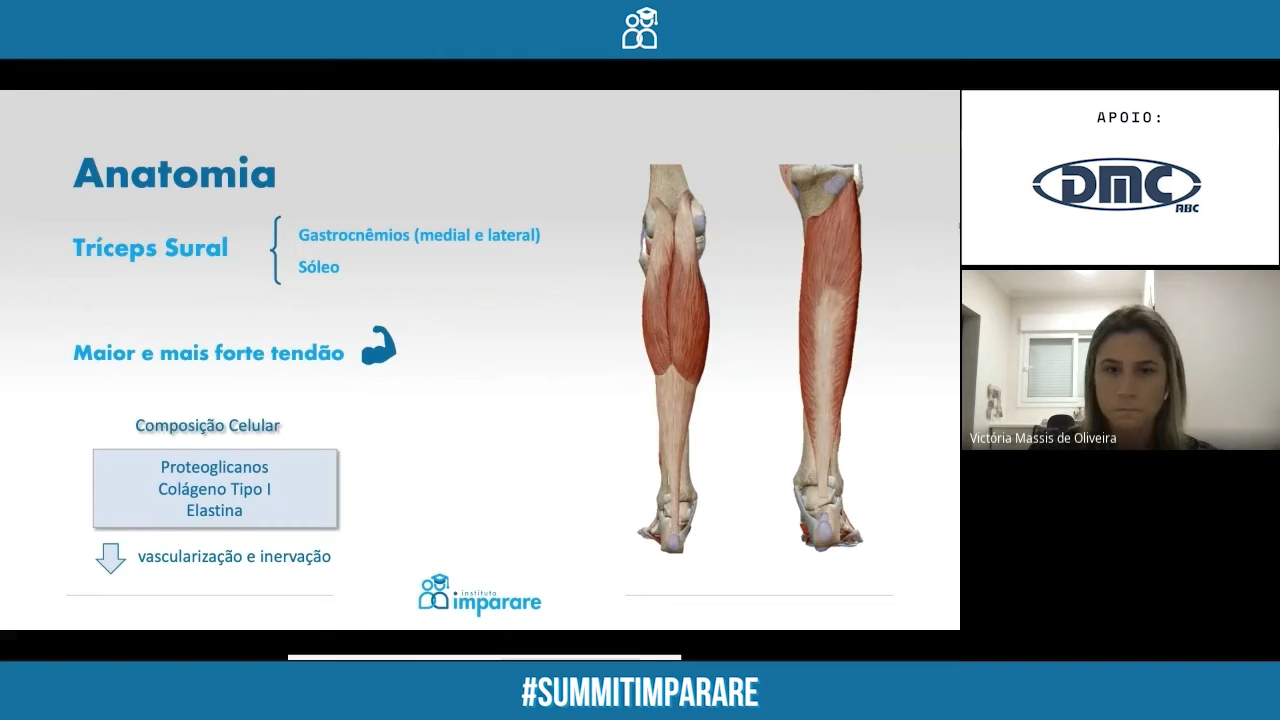 Anatomia
Tríceps Sural
Gastrocnêmios (medial e lateral)
Sóleo
Maior e mais forte tendão
Composição Celular
Proteoglicanos
Colágeno Tipo I
Elastina
vascularização e inervação
instituto
imparare
APOIO:
DMC
ABC
Victória Massis de Oliveira
#SUMMITIMPARARE